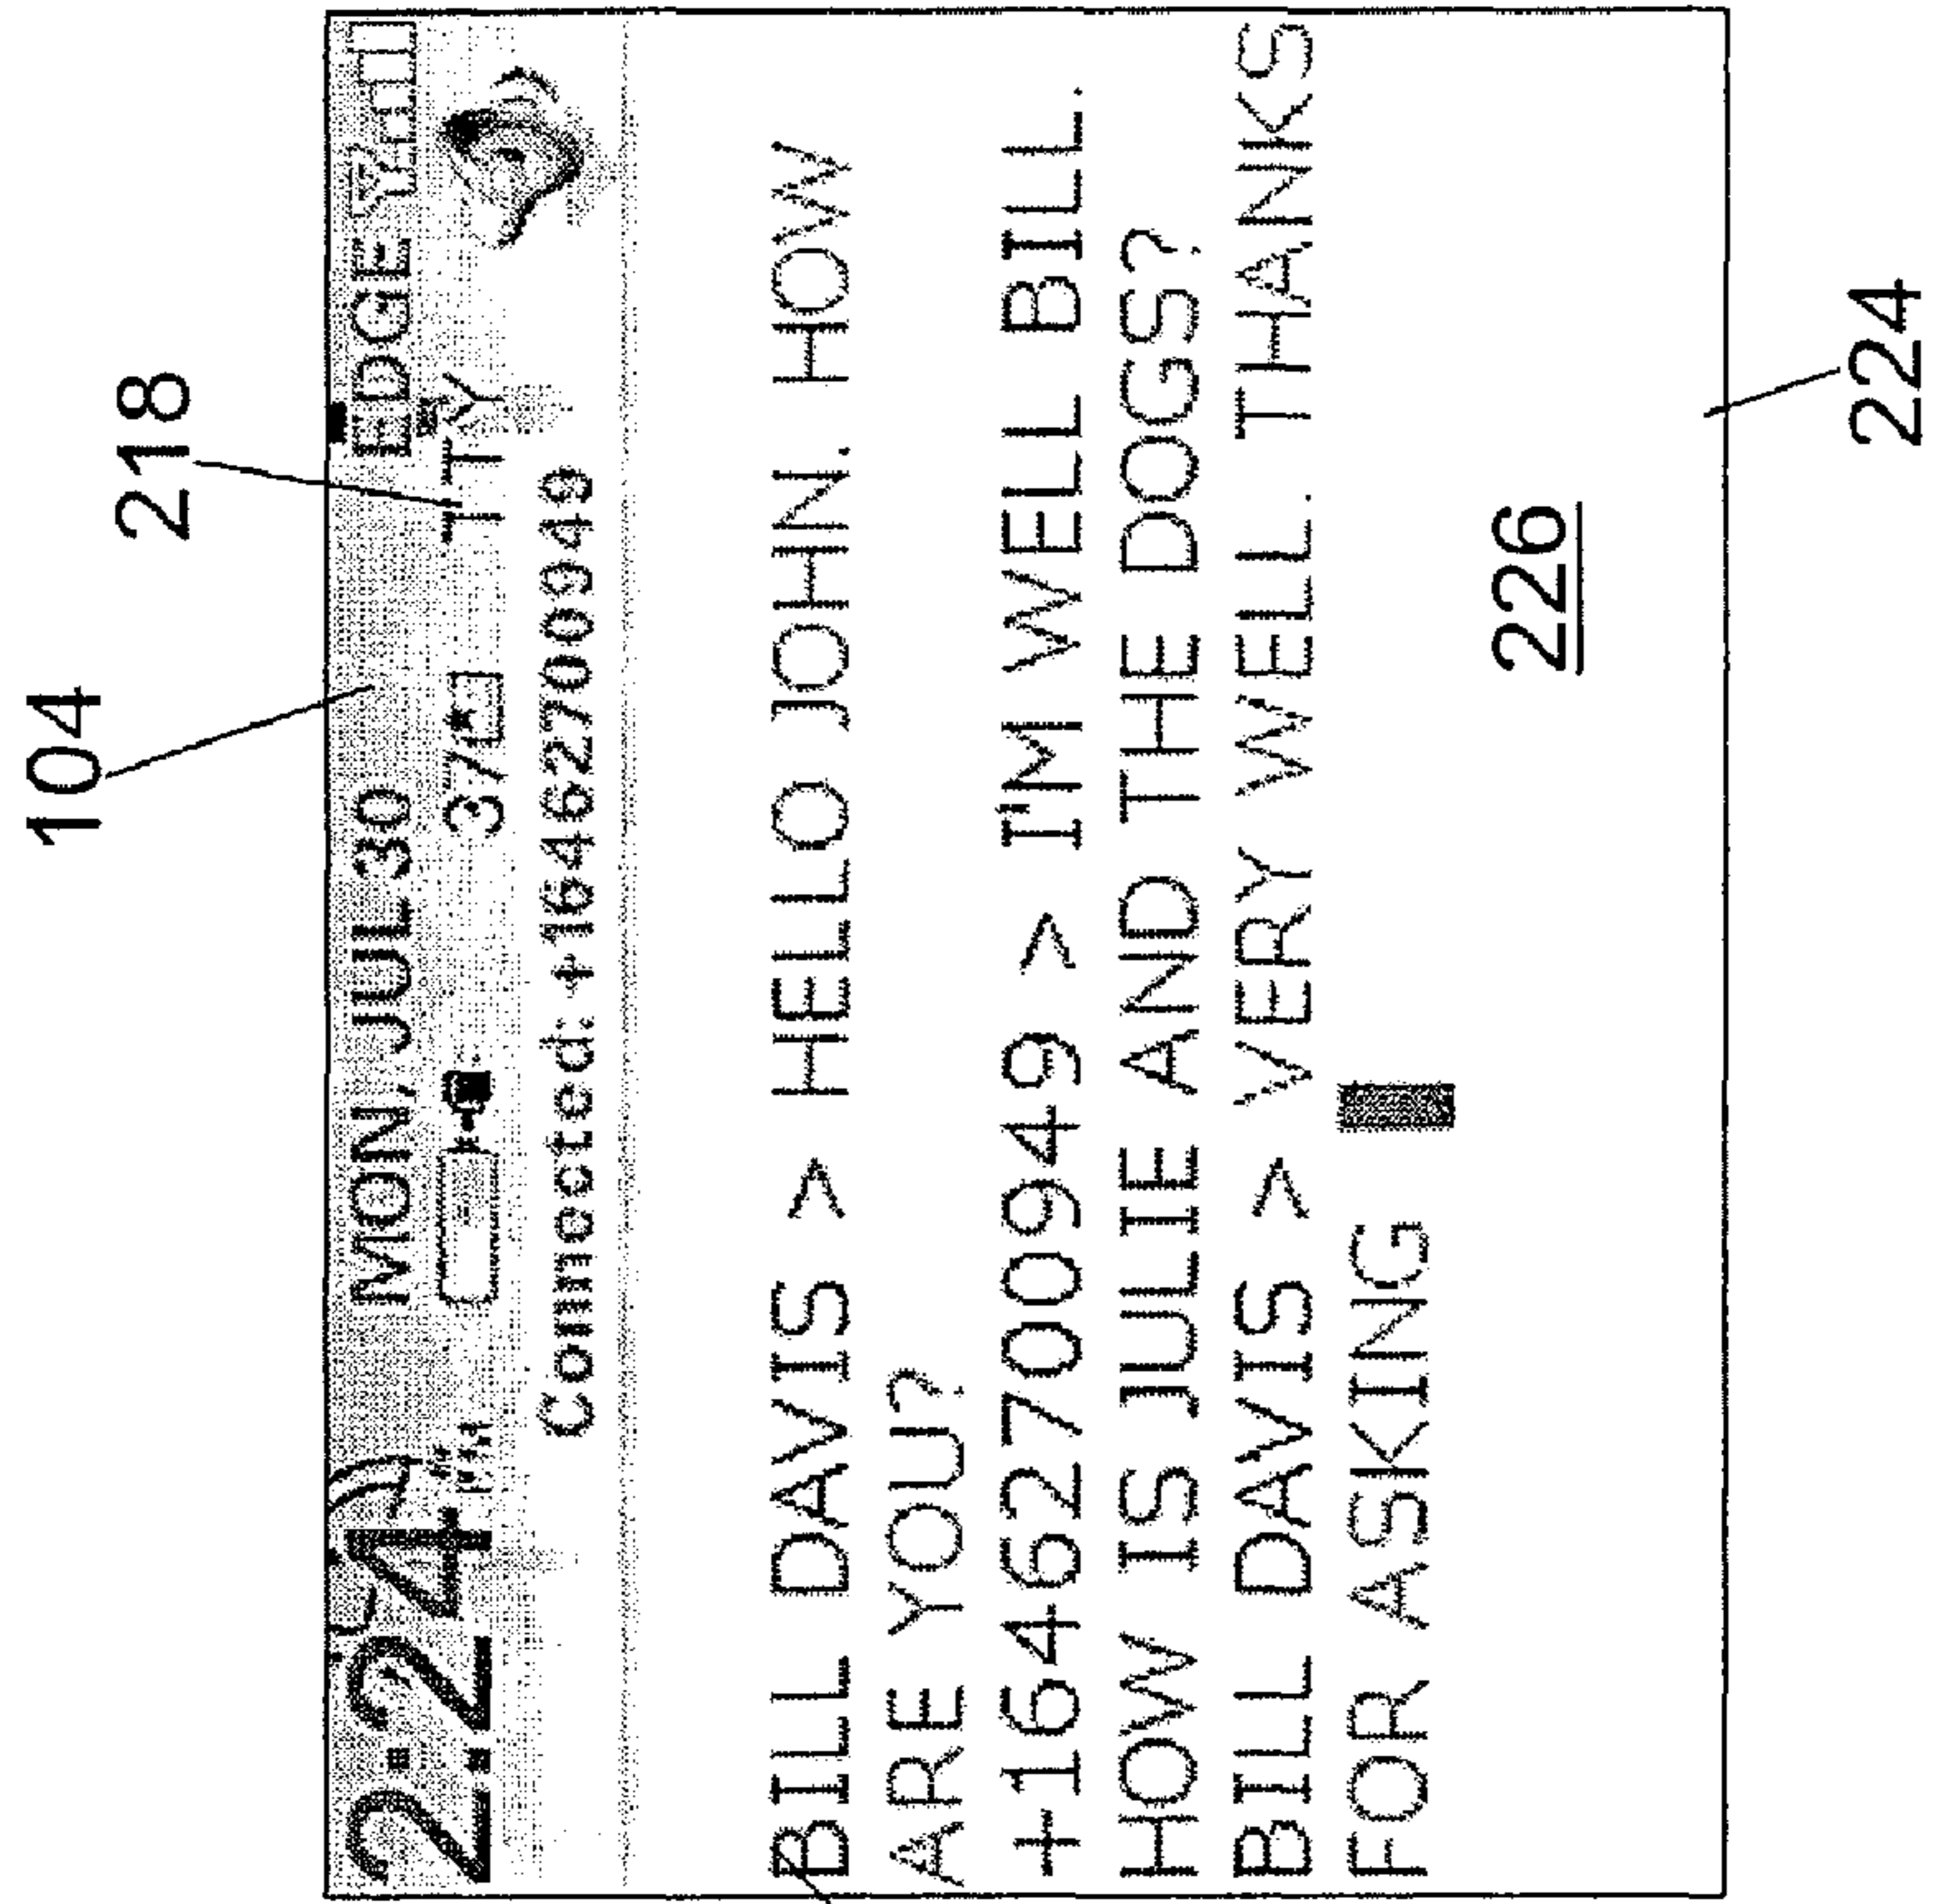 104
218
2:24 MON, JUL 30 EDGE
37/ TTY
Connected: +16462700949
BILL DAVIS > HELLO JOHN. HOW
ARE YOU?
+16462700949 > I'M WELL BILL.
HOW IS JULIE AND THE DOGS?
BILL DAVIS > VERY WELL. THANKS
FOR ASKING
226
224